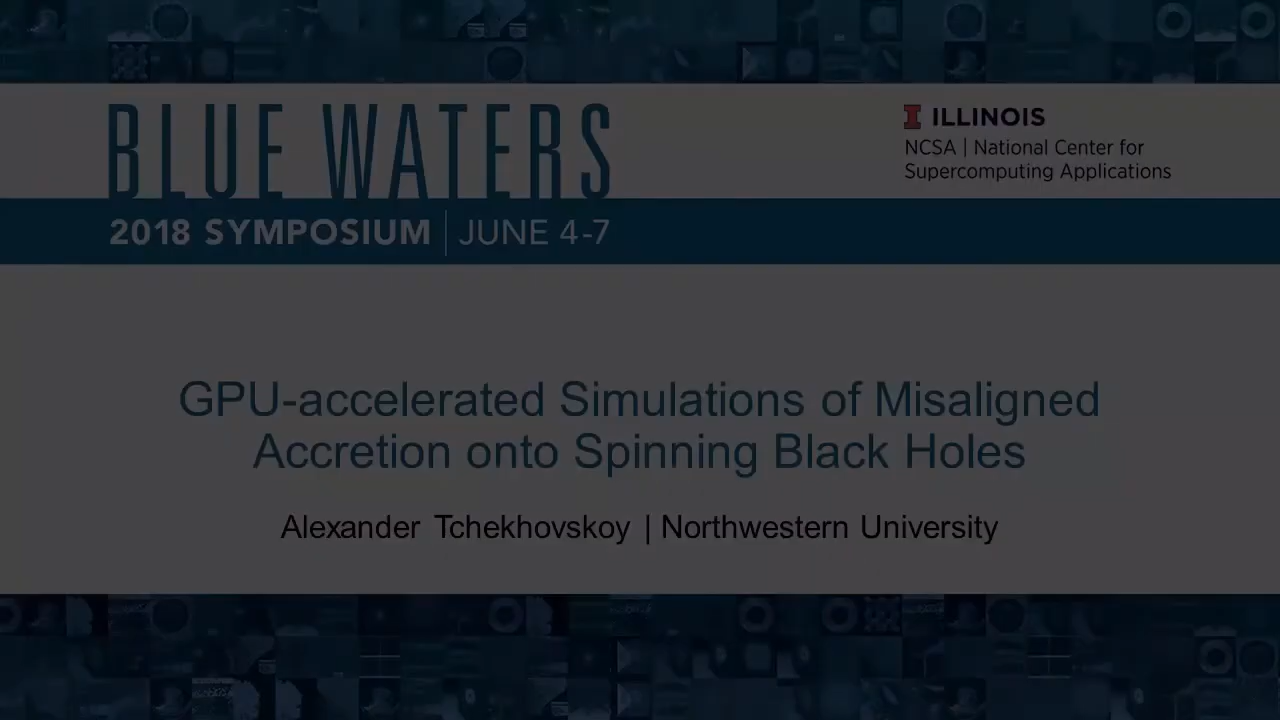 BLUE WATERS
2018 SYMPOSIUM | JUNE 4-7
I ILLINOIS
NCSA | National Center for
Supercomputing Applications
GPU-accelerated Simulations of Misaligned
Accretion onto Spinning Black Holes
Alexander Tchekhovskoy | Northwestern University